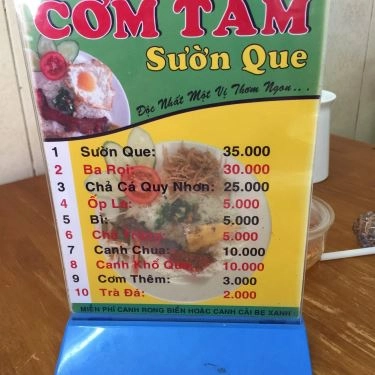 CƠM TẤM
Sườn Que
Độc Nhất Một Vị Thơm Ngon...
1 Sườn Que: 35.000
2 Ba Rọi: 30.000
3 Chả Cá Quy Nhơn: 25.000
4 Ốp La: 5.000
5 Bì: 5.000
6 Chả 5.000
7 Canh Chua: 10.000
8 Canh Khổ Qua: 10.000
9 Cơm Thêm: 3.000
10 Trà Đá: 2.000
MIỄN PHÍ CANH RONG BIỂN HOẶC CANH CẢI BẸ XANH